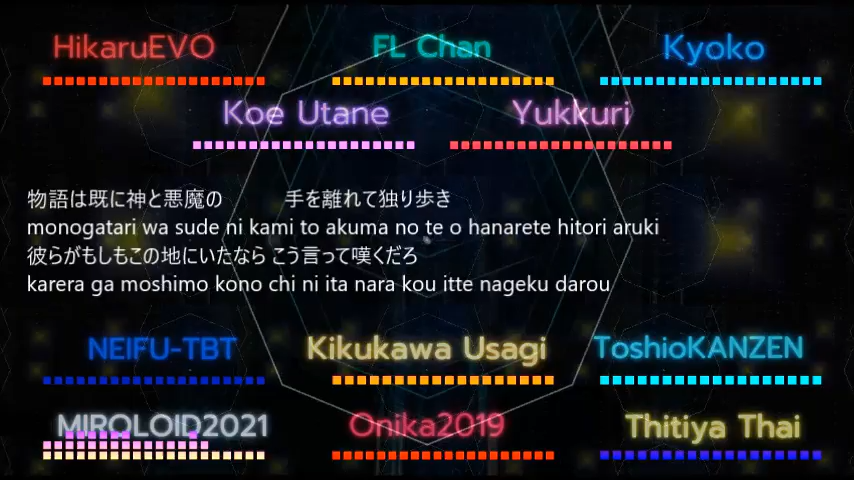 HikaruEVO
FL Chan
Kyoko
Koe Utane
Yukkuri
物語は既に神と悪魔の　　　手を離れて独り歩き
monogatari wa sude ni kami to akuma no te o hanarete hitori aruki
彼らがもしもこの地にいたなら こう言って嘆くだろ
karera ga moshimo kono chi ni ita nara kou itte nageku darou
NEIFU-TBT
Kikukawa Usagi
ToshioKANZEN
MIROLOID2021
Onika2019
Thitiya Thai